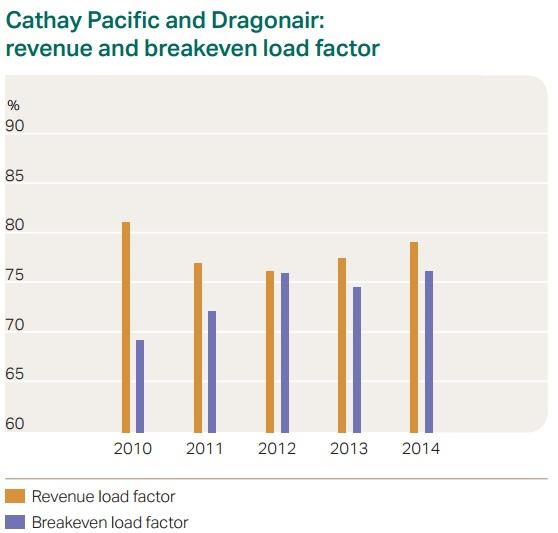 Cathay Pacific and Dragonair:
revenue and breakeven load factor
%
90
85
80
75
70
65
60
2010 2011 2012 2013 2014
Revenue load factor
Breakeven load factor